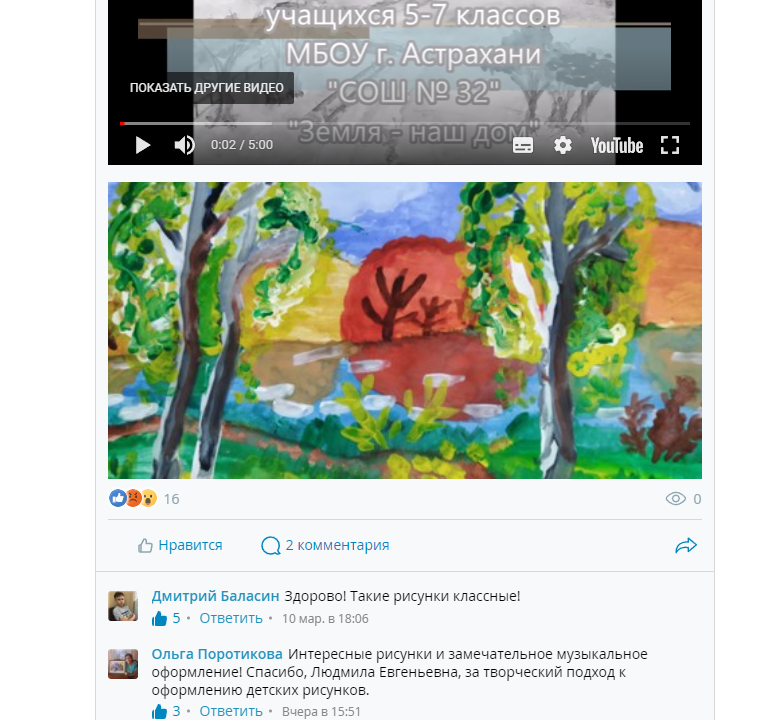 учащихся 5-7 классов
МБОУ г. Астрахани
ПОКАЗАТЬ ДРУГИЕ ВИДЕО
"СОШ № 32"
"Земля - наш дом"
0:02 / 5:00
YouTube
16
0
Нравится
2 комментария
Дмитрий Баласин Здорово! Такие рисунки классные!
5 • Ответить • 10 мар. в 18:06
Ольга Поротикова Интересные рисунки и замечательное музыкальное
оформление! Спасибо, Людмила Евгеньевна, за творческий подход к
оформлению детских рисунков.
3 • Ответить • Вчера в 15:51